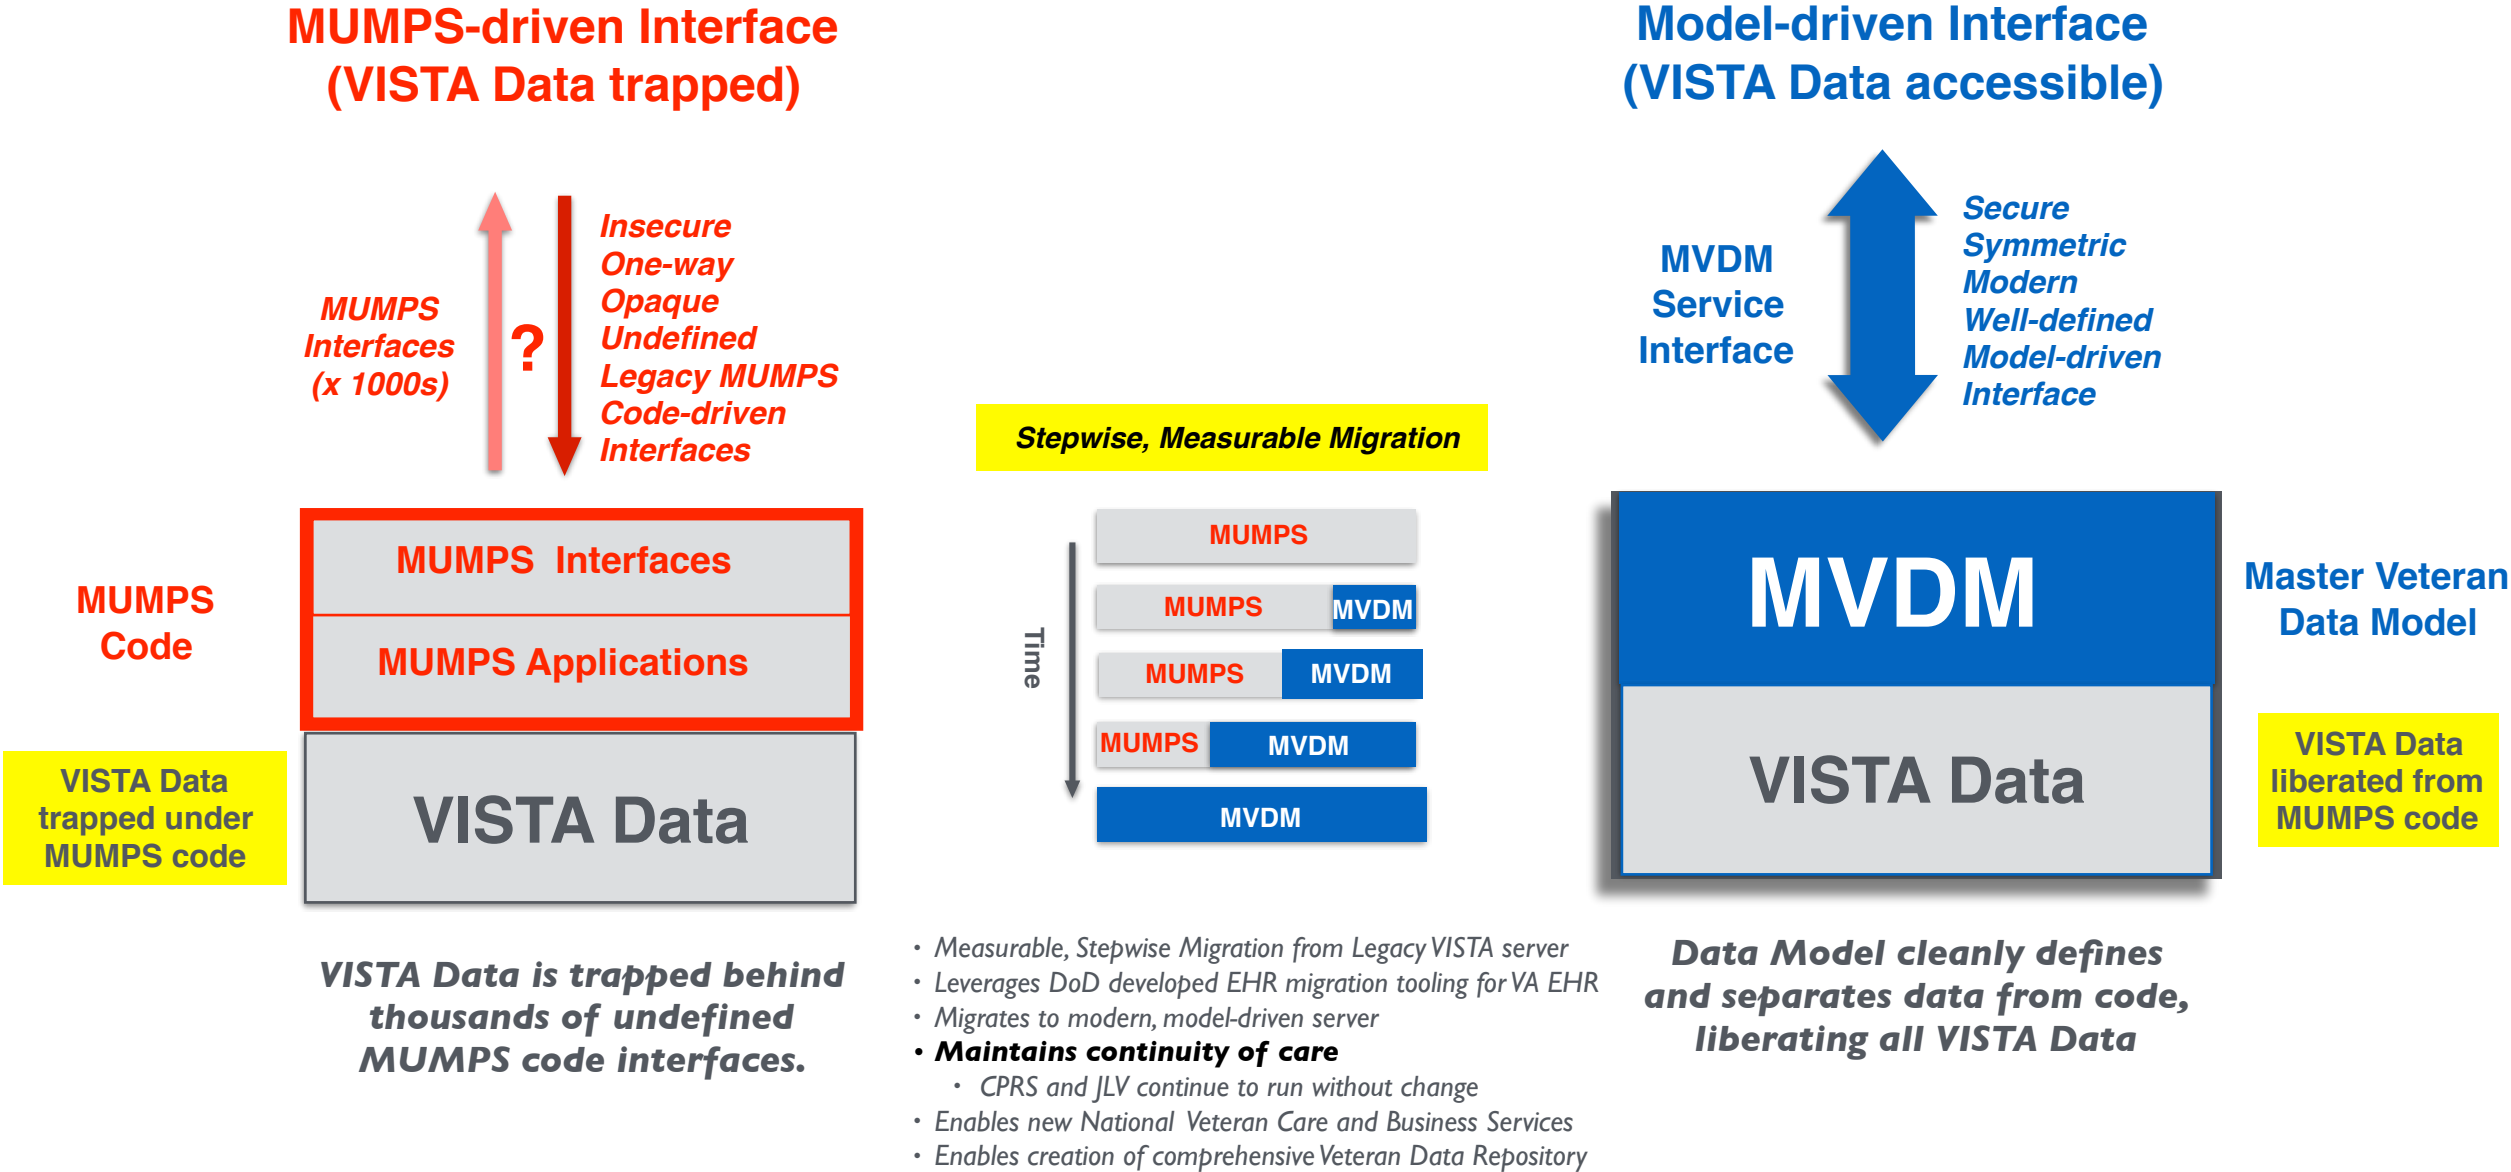 MUMPS-driven Interface
(VISTA Data trapped)
MUMPS
Interfaces
(x 1000s)
?
Insecure
One-way
Opaque
Undefined
Legacy MUMPS
Code-driven
Interfaces
MUMPS
Code
MUMPS Interfaces
MUMPS Applications
VISTA Data
trapped under
MUMPS code
VISTA Data
VISTA Data is trapped behind
thousands of undefined
MUMPS code interfaces.
Stepwise, Measurable Migration
Time
MUMPS
MUMPS MVDM
MUMPS MVDM
MUMPS MVDM
MVDM
• Measurable, Stepwise Migration from Legacy VISTA server
• Leverages DoD developed EHR migration tooling for VA EHR
• Migrates to modern, model-driven server
• Maintains continuity of care
• CPRS and JLV continue to run without change
• Enables new National Veteran Care and Business Services
• Enables creation of comprehensive Veteran Data Repository
Model-driven Interface
(VISTA Data accessible)
MVDM
Service
Interface
Secure
Symmetric
Modern
Well-defined
Model-driven
Interface
MVDM
Master Veteran
Data Model
VISTA Data
VISTA Data
liberated from
MUMPS code
Data Model cleanly defines
and separates data from code,
liberating all VISTA Data